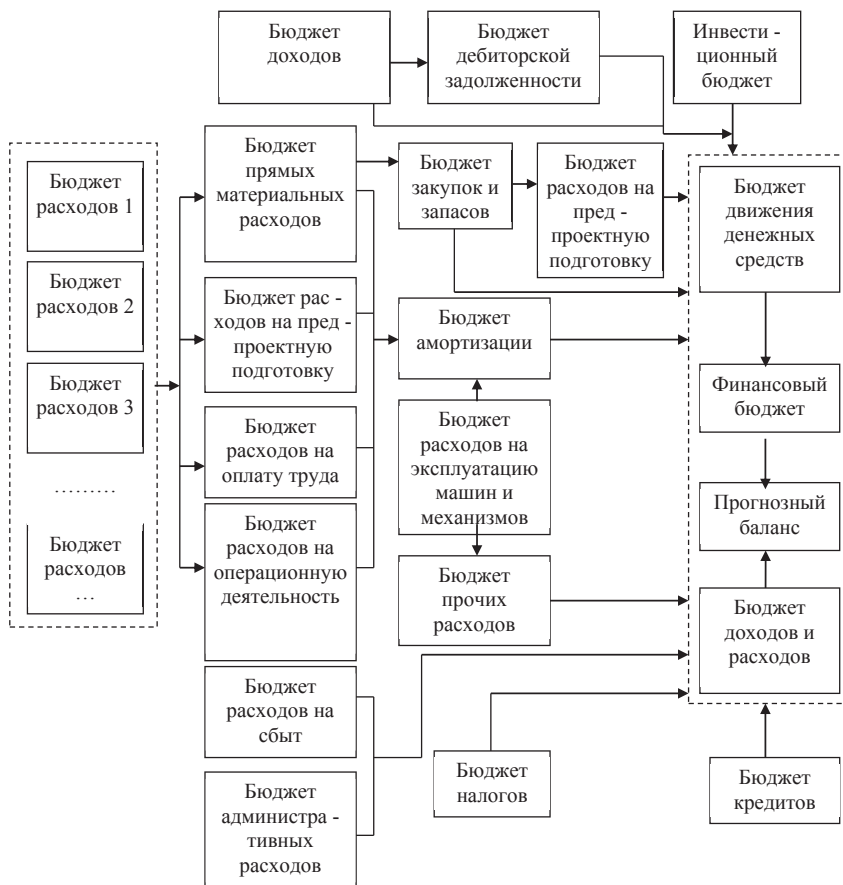 Бюджет
доходов
Бюджет
дебиторской
задолженности
Инвести -
ционный
бюджет
Бюджет
расходов 1
Бюджет
расходов 2
Бюджет
расходов 3
………
Бюджет
расходов
…
Бюджет
прямых
материальных
расходов
Бюджет рас -
ходов на пред -
проектную
подготовку
Бюджет
расходов на
оплату труда
Бюджет
расходов на
операционную
деятельность
Бюджет
расходов на
сбыт
Бюджет
администра -
тивных
расходов
Бюджет
закупок и
запасов
Бюджет
расходов на
пред -
проектную
подготовку
Бюджет
амортизации
Бюджет
расходов на
эксплуатацию
машин и
механизмов
Бюджет
прочих
расходов
Бюджет
налогов
Бюджет
движения
денежных
средств
Финансовый
бюджет
Прогнозный
баланс
Бюджет
доходов и
расходов
Бюджет
кредитов